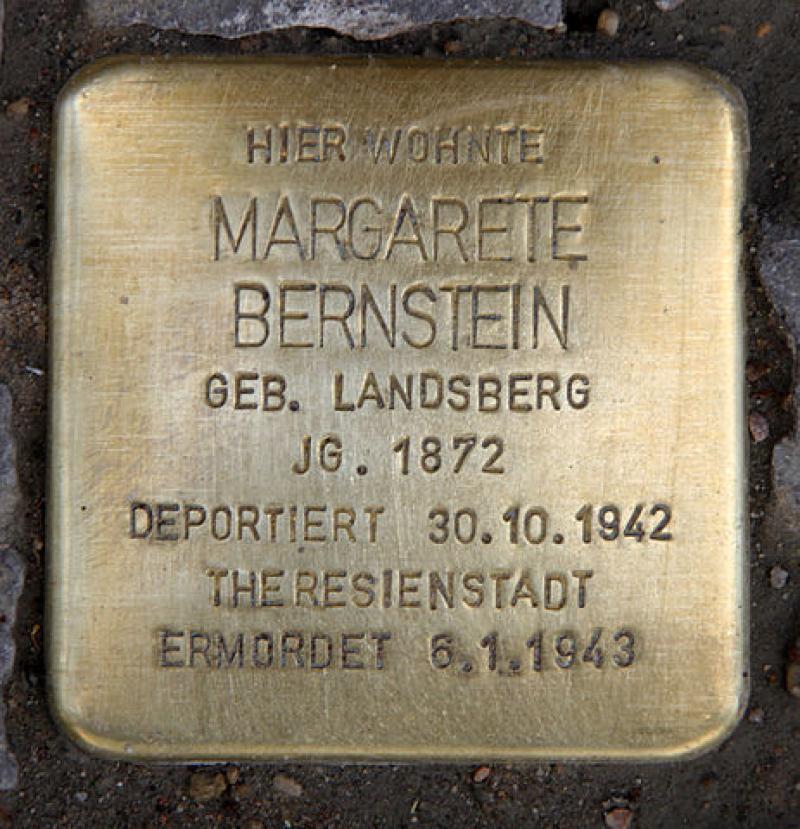 HIER WOHNTE
MARGARETE
BERNSTEIN
GEB. LANDSBERG
JG. 1872
DEPORTIERT 30.10.1942
THERESIENSTADT
ERMORDET 6.1.1943